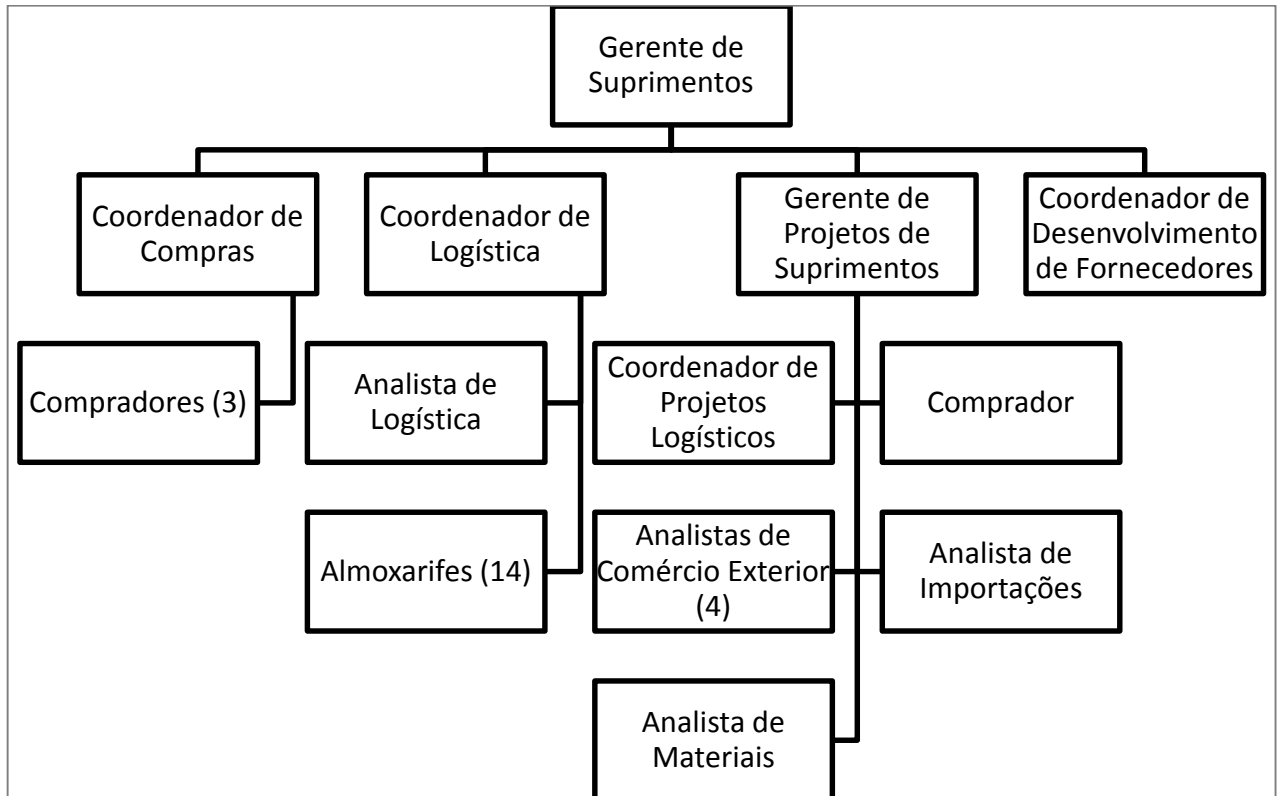 Gerente de
Suprimentos
Coordenador de
Compras
Coordenador de
Logística
Gerente de
Projetos de
Suprimentos
Coordenador de
Desenvolvimento
de Fornecedores
Compradores (3)
Analista de
Logística
Coordenador de
Projetos
Logísticos
Comprador
Almoxarifes (14)
Analistas de
Comércio Exterior
(4)
Analista de
Importações
Analista de
Materiais